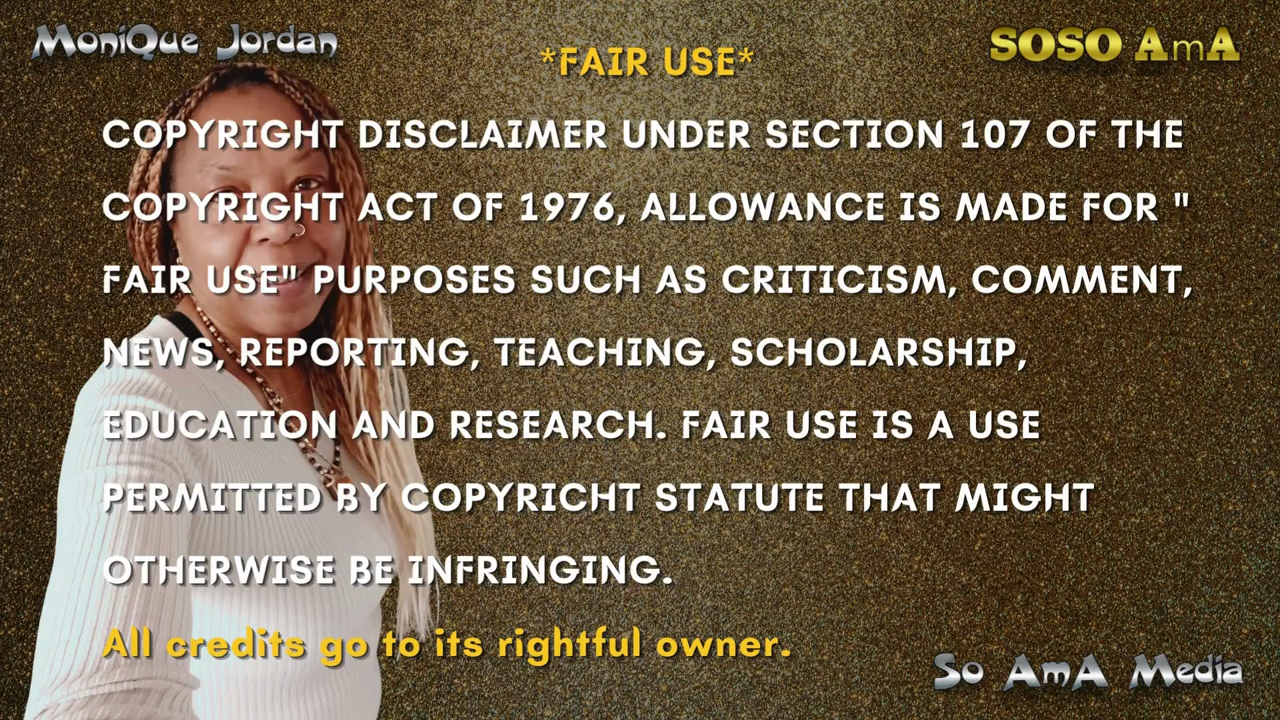 MoniQue Jordan
*FAIR USE*
SOSO AmA
COPYRIGHT DISCLAIMER UNDER SECTION 107 OF THE
COPYRIGHT ACT OF 1976, ALLOWANCE IS MADE FOR "
FAIR USE" PURPOSES SUCH AS CRITICISM, COMMENT,
NEWS, REPORTING, TEACHING, SCHOLARSHIP,
EDUCATION AND RESEARCH. FAIR USE IS A USE
PERMITTED BY COPYRICHT STATUTE THAT MIGHT
OTHERWISE BE INFRINGING.
All credits go to its rightful owner.
So AmA Media